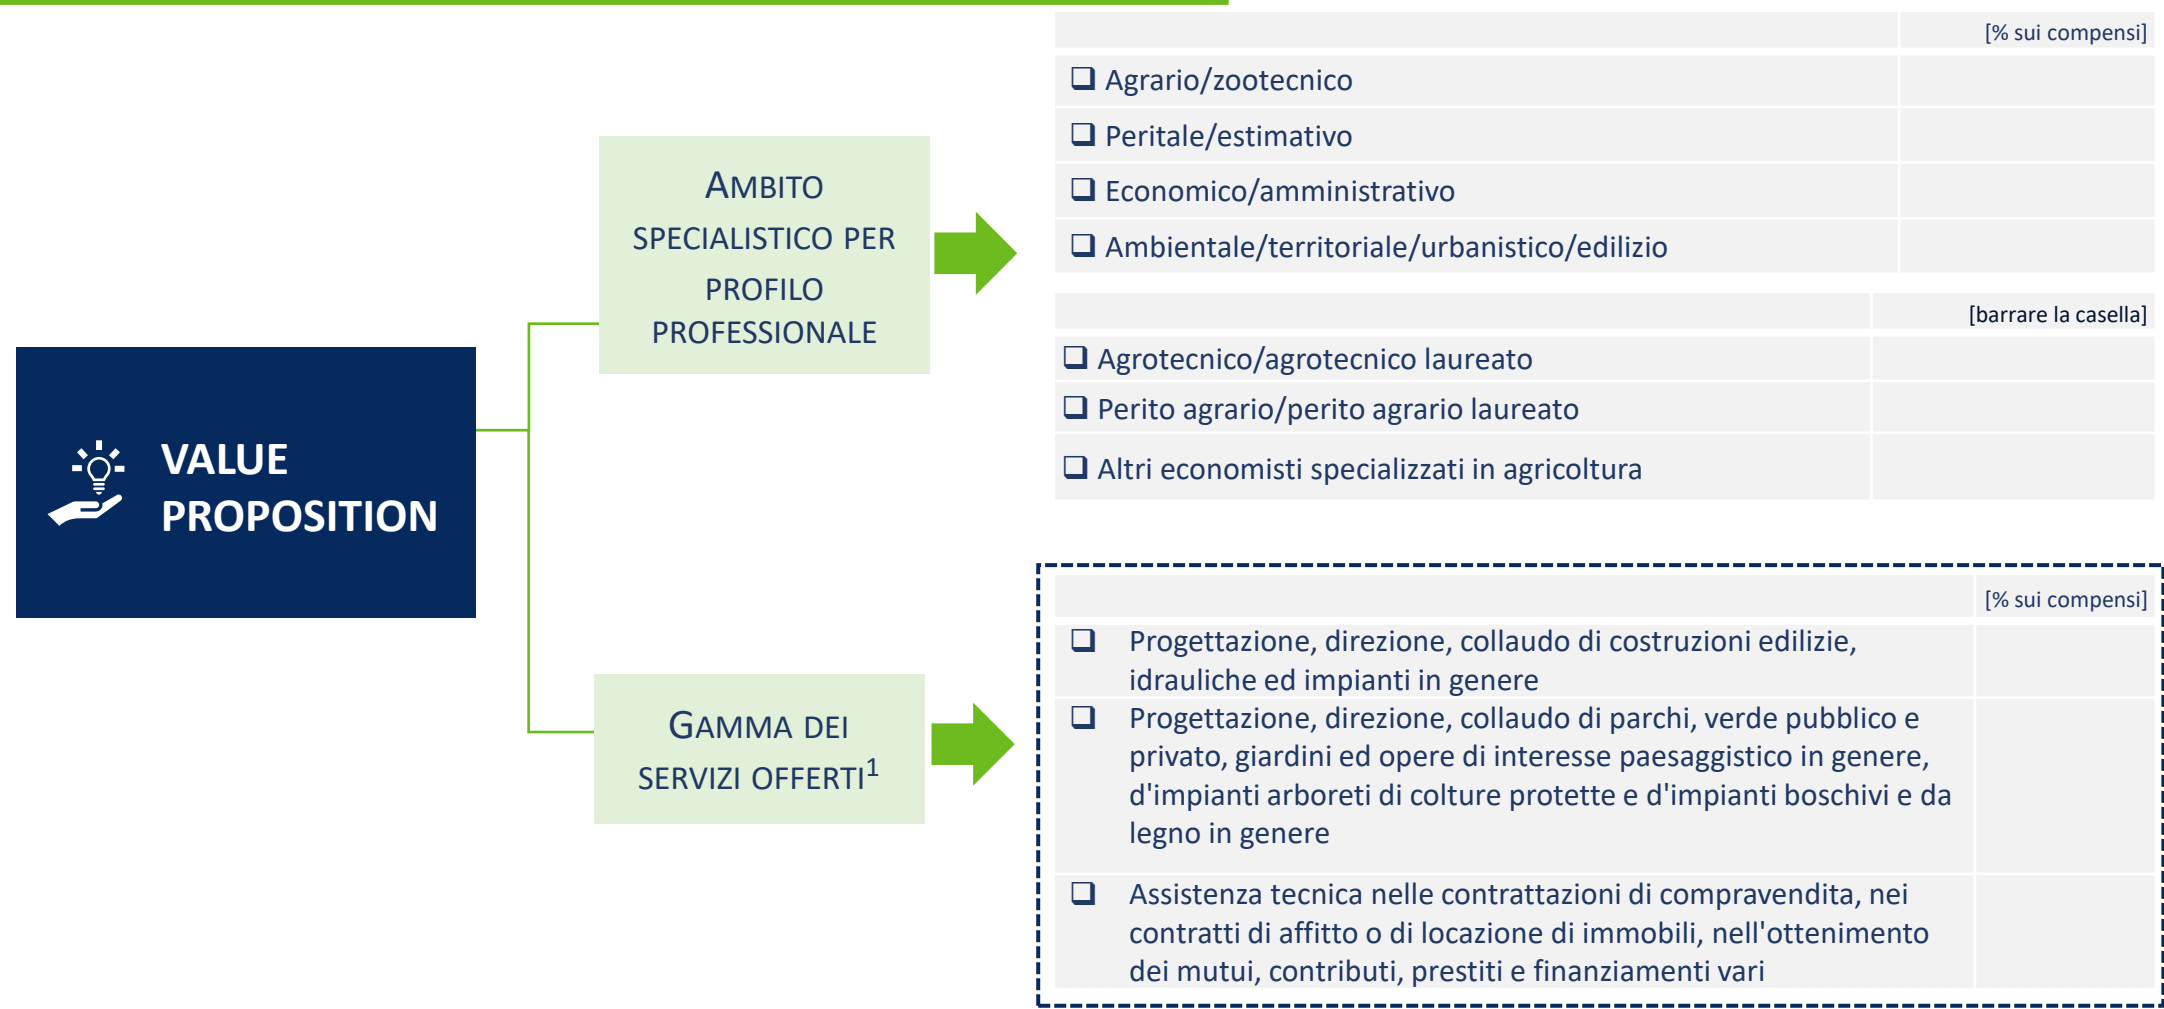 VALUE
PROPOSITION
AMBITO
SPECIALISTICO PER
PROFILO
PROFESSIONALE
[% sui compensi]
❑ Agrario/zootecnico
❑ Peritale/estimativo
❑ Economico/amministrativo
❑ Ambientale/territoriale/urbanistico/edilizio
[barrare la casella]
❑ Agrotecnico/agrotecnico laureato
❑ Perito agrario/perito agrario laureato
❑ Altri economisti specializzati in agricoltura
GAMMA DEI
SERVIZI OFFERTI1
[% sui compensi]
❑ Progettazione, direzione, collaudo di costruzioni edilizie,
idrauliche ed impianti in genere
❑ Progettazione, direzione, collaudo di parchi, verde pubblico e
privato, giardini ed opere di interesse paesaggistico in genere,
d'impianti arboreti di colture protette e d'impianti boschivi e da
legno in genere
❑ Assistenza tecnica nelle contrattazioni di compravendita, nei
contratti di affitto o di locazione di immobili, nell'ottenimento
dei mutui, contributi, prestiti e finanziamenti vari